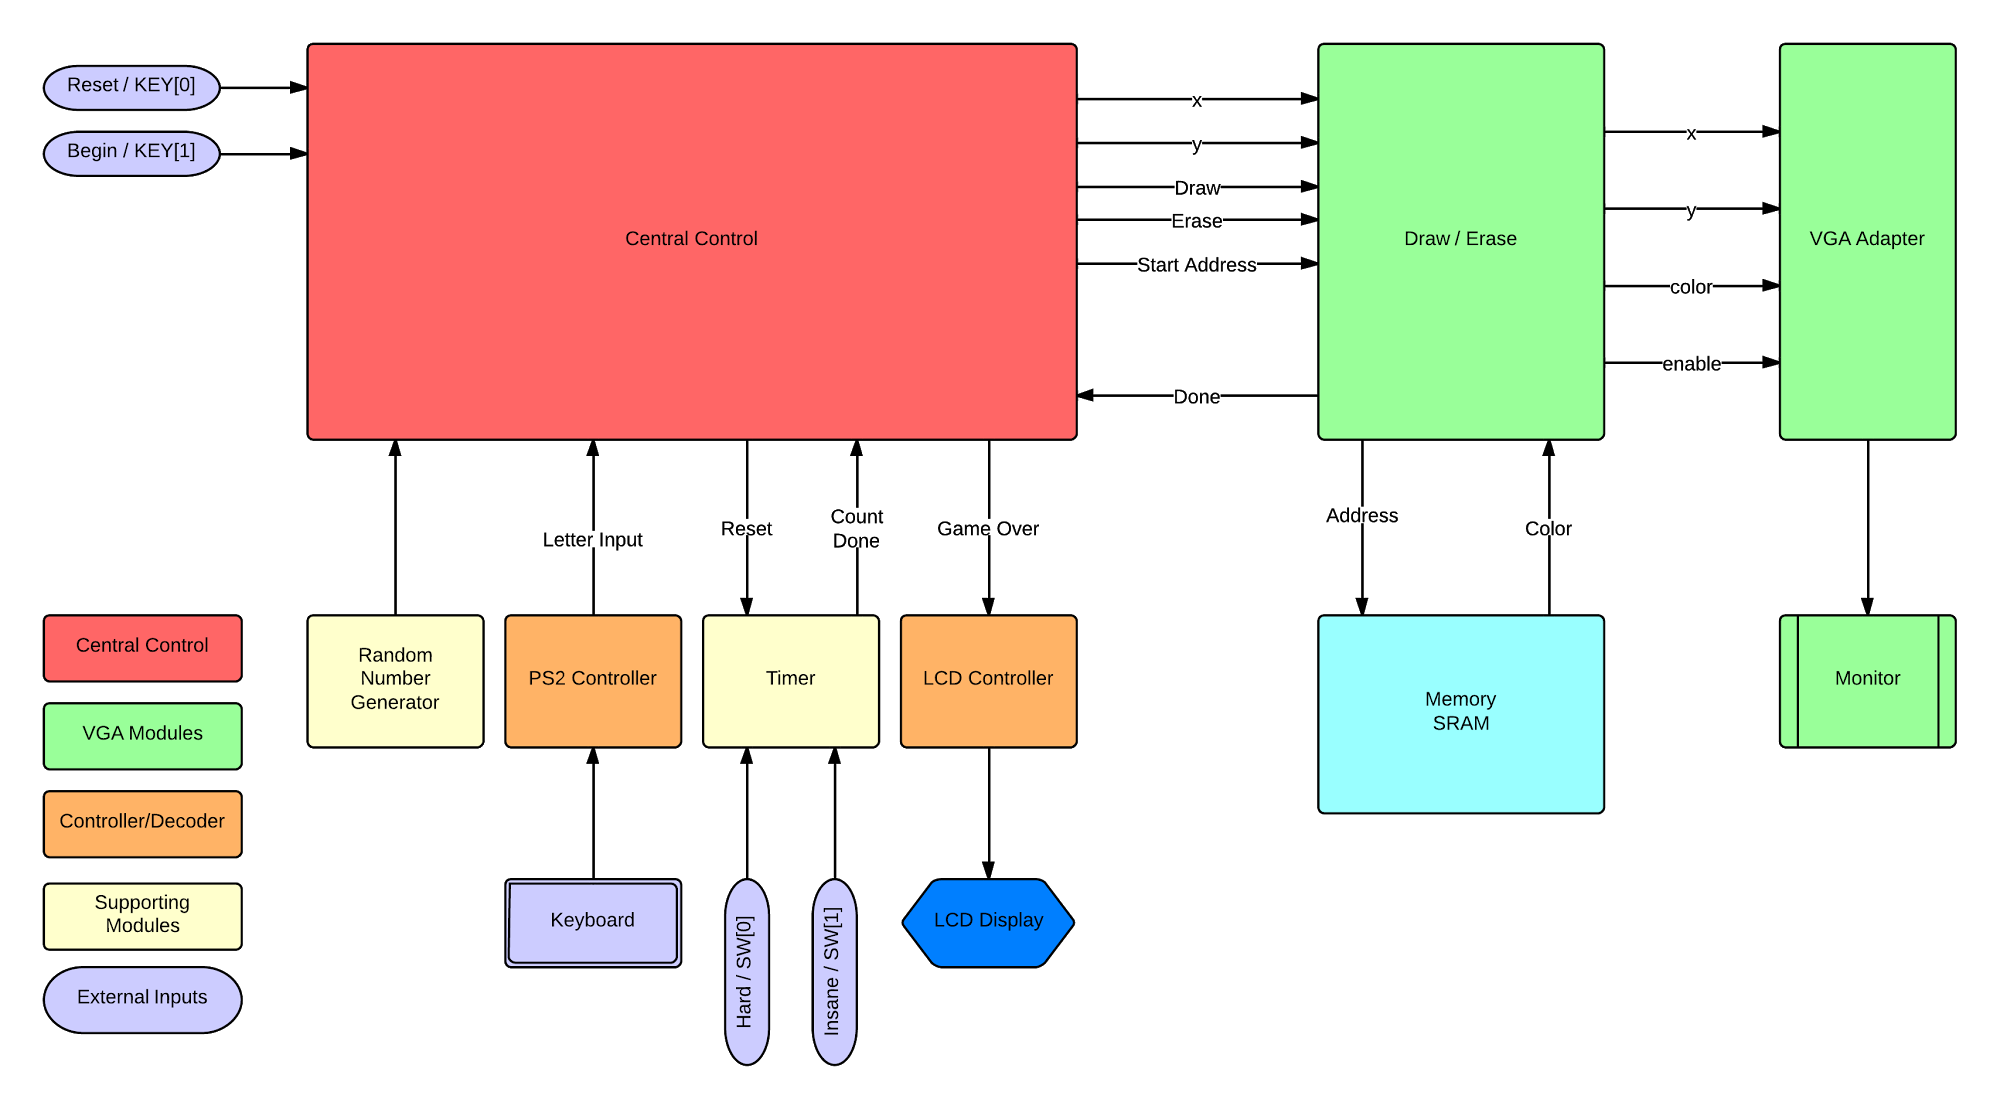 Reset / KEY[0]
Begin / KEY[1]
Central Control
x
y
Draw
Erase
Start Address
Done
Draw / Erase
x
y
color
enable
VGA Adapter
Letter Input
Reset
Count
Done
Game Over
Address
Color
Central Control
VGA Modules
Controller/Decoder
Supporting
Modules
External Inputs
Random
Number
Generator
PS2 Controller
Timer
LCD Controller
Memory
SRAM
Monitor
Keyboard
Hard / SW[0]
Insane / SW[1]
LCD Display